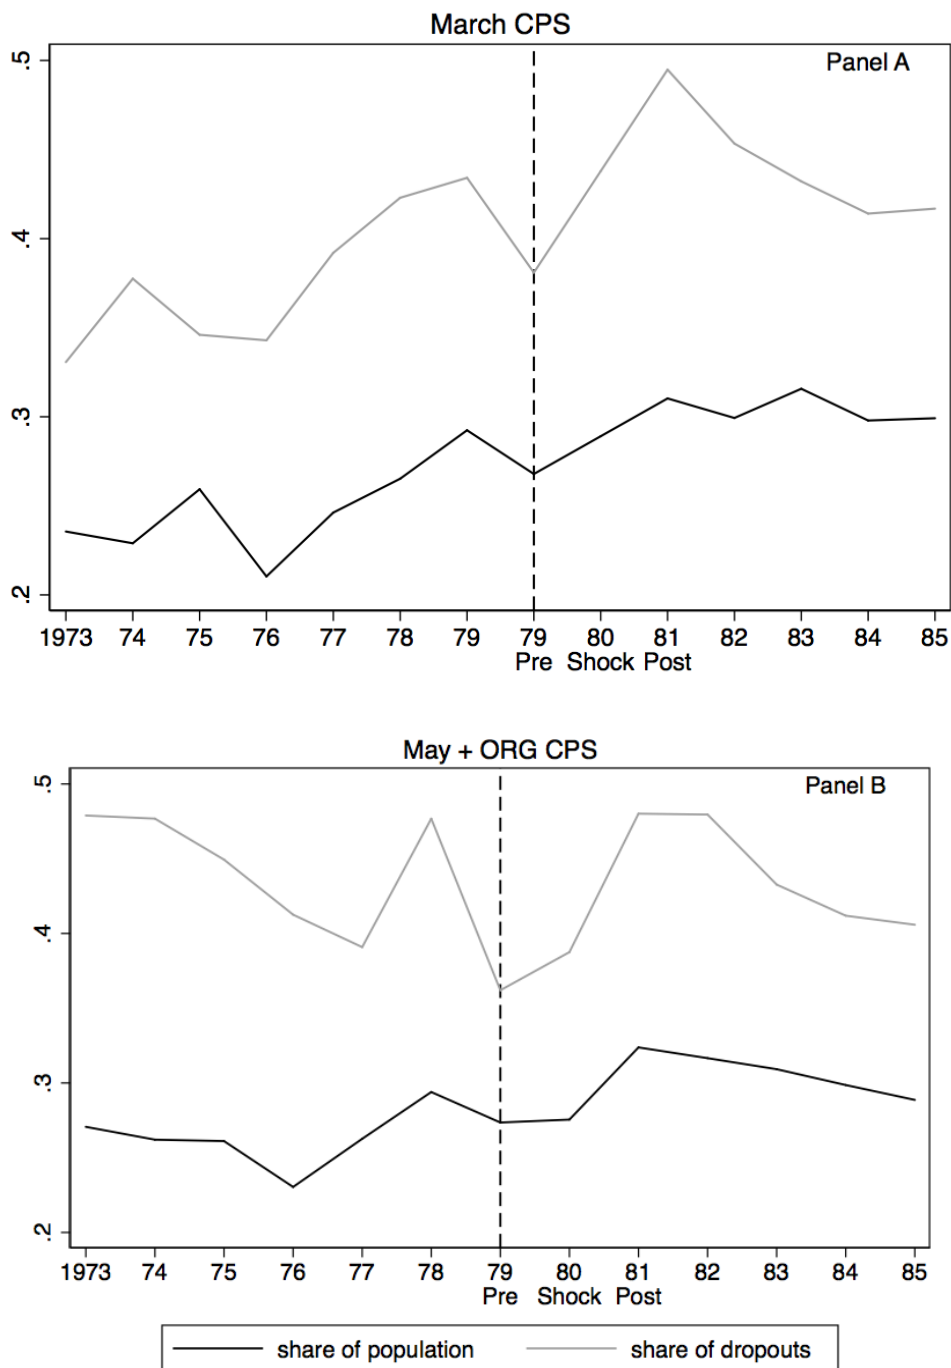 March CPS
Panel A
.5
.4
.3
.2
1973 74 75 76 77 78 79 79 80 81 82 83 84 85
Pre Shock Post
May + ORG CPS
Panel B
.5
.4
.3
.2
1973 74 75 76 77 78 79 80 81 82 83 84 85
Pre Shock Post
share of population share of dropouts